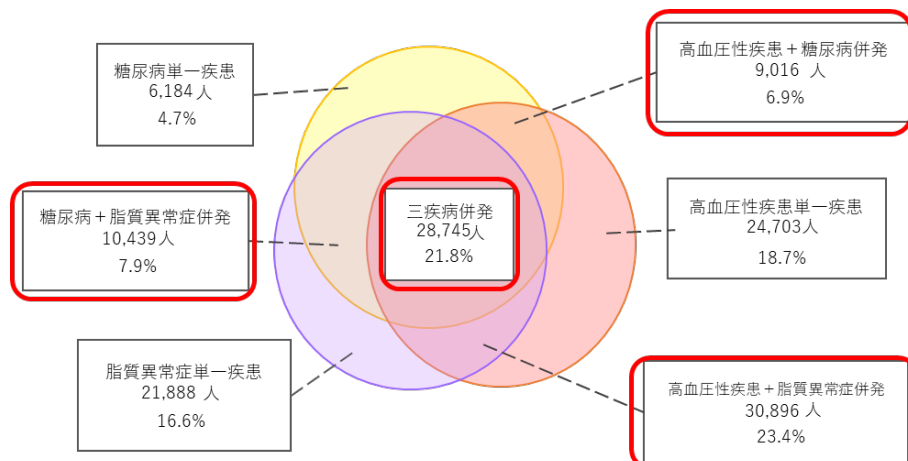 糖尿病単一疾患
6,184 人
4.7%
高血圧性疾患＋糖尿病併発
9,016 人
6.9%
糖尿病＋脂質異常症併発
10,439人
7.9%
三疾病併発
28,745人
21.8%
高血圧性疾患単一疾患
24,703人
18.7%
脂質異常症単一疾患
21,888 人
16.6%
高血圧性疾患＋脂質異常症併発
30,896 人
23.4%